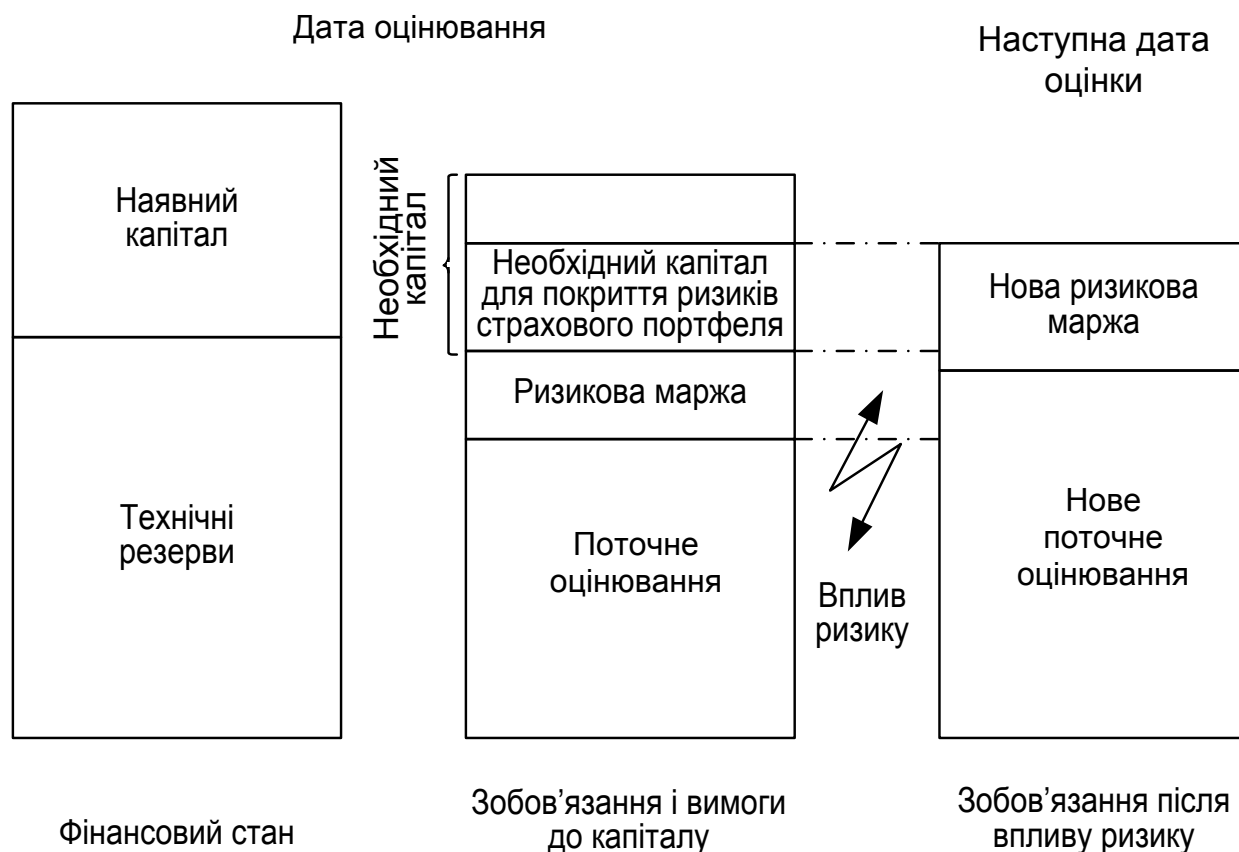 Дата оцінювання
Наступна дата
оцінки
Наявний
капітал
Технічні
резерви
Фінансовий стан
Необхідний
капітал
Необхідний капітал
для покриття ризиків
страхового портфеля
Ризикова маржа
Поточне
оцінювання
Зобов’язання і вимоги
до капіталу
Вплив
ризику
Нова ризикова
маржа
Нове
поточне
оцінювання
Зобов’язання після
впливу ризику